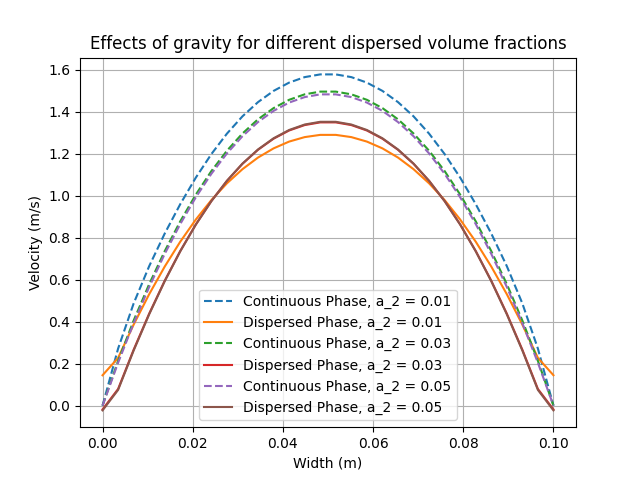 Effects of gravity for different dispersed volume fractions
1.6
1.4
1.2
1.0
0.8
0.6
0.4
0.2
0.0
Velocity (m/s)
Continuous Phase, a_2 = 0.01
Dispersed Phase, a_2 = 0.01
Continuous Phase, a_2 = 0.03
Dispersed Phase, a_2 = 0.03
Continuous Phase, a_2 = 0.05
Dispersed Phase, a_2 = 0.05
0.00 0.02 0.04 0.06 0.08 0.10
Width (m)